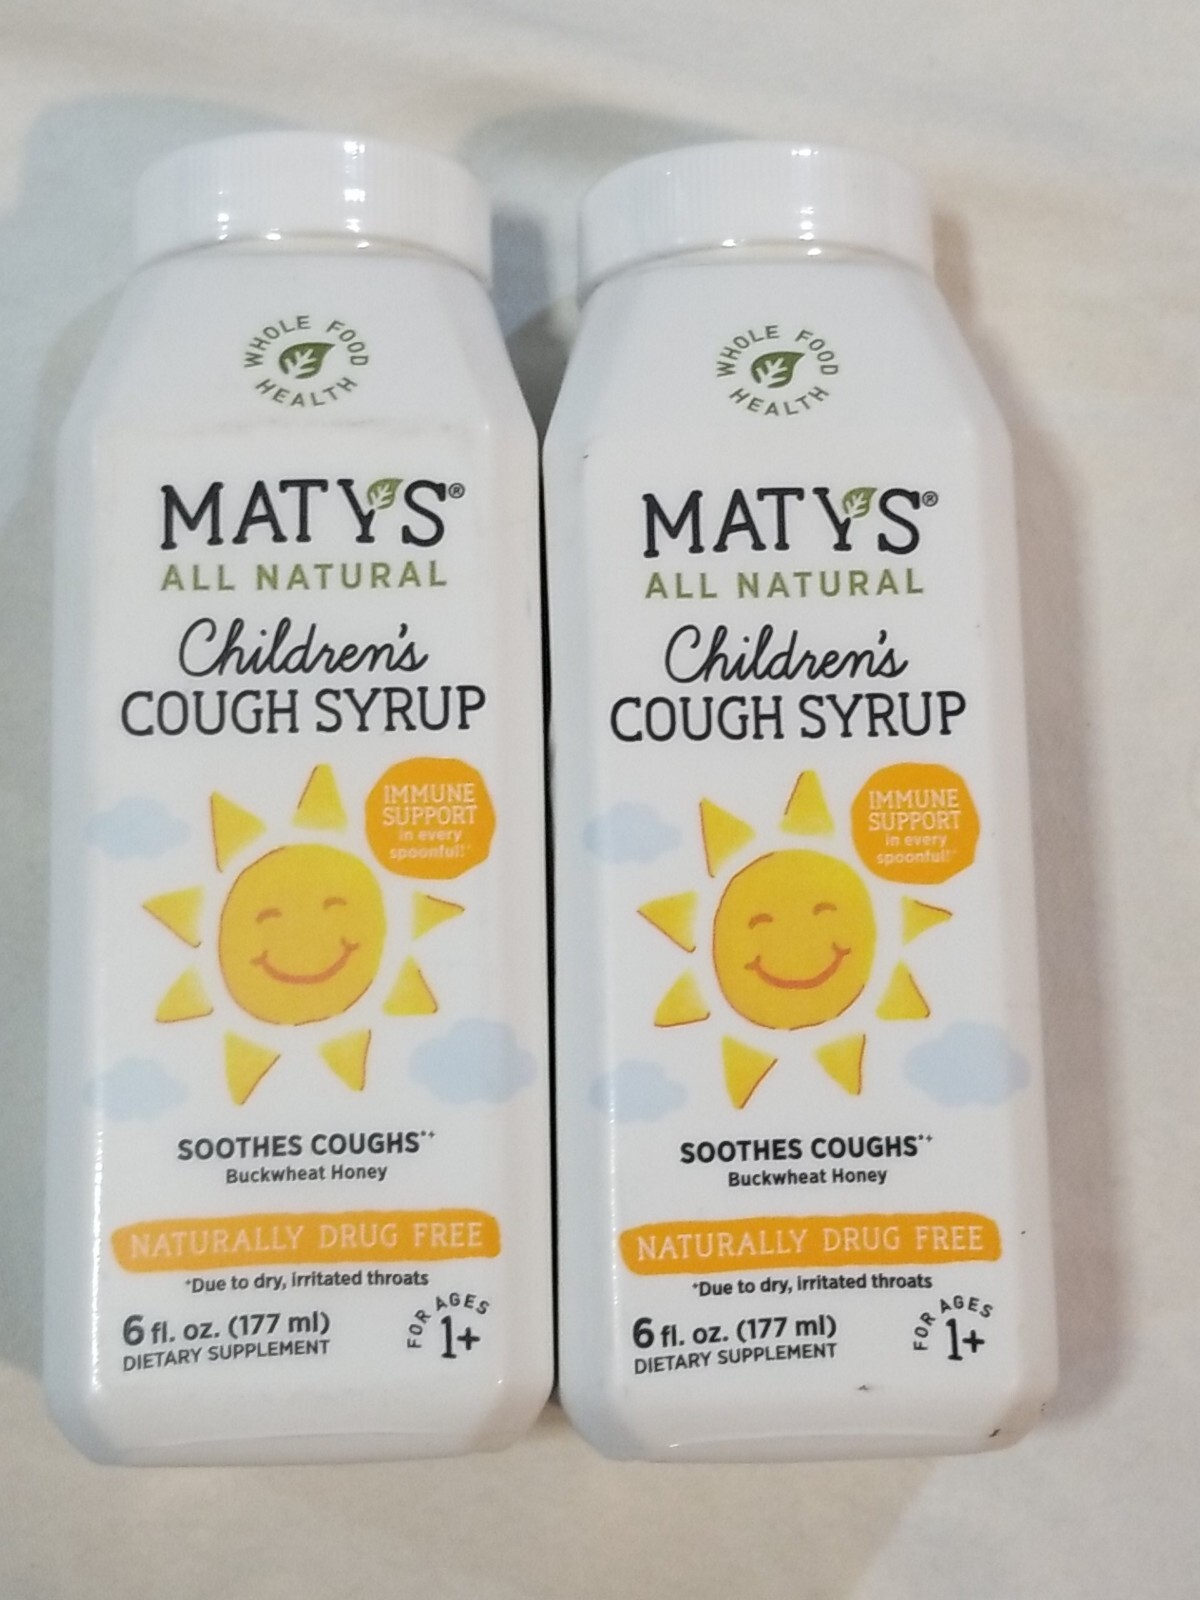 WHOLE FOOD
HEALTH
MATY'S®
ALL NATURAL
Children's
COUGH SYRUP
IMMUNE
SUPPORT
in every
spoonful!*
SOOTHES COUGHS*+
Buckwheat Honey
NATURALLY DRUG FREE
+Due to dry, irritated throats
6 fl. oz. (177 ml)
DIETARY SUPPLEMENT
FOR AGES
1+
WHOLE FOOD
HEALTH
MATY'S®
ALL NATURAL
Children's
COUGH SYRUP
IMMUNE
SUPPORT
in every
spoonful!*
SOOTHES COUGHS*+
Buckwheat Honey
NATURALLY DRUG FREE
+Due to dry, irritated throats
6 fl. oz. (177 ml)
DIETARY SUPPLEMENT
FOR AGES
1+